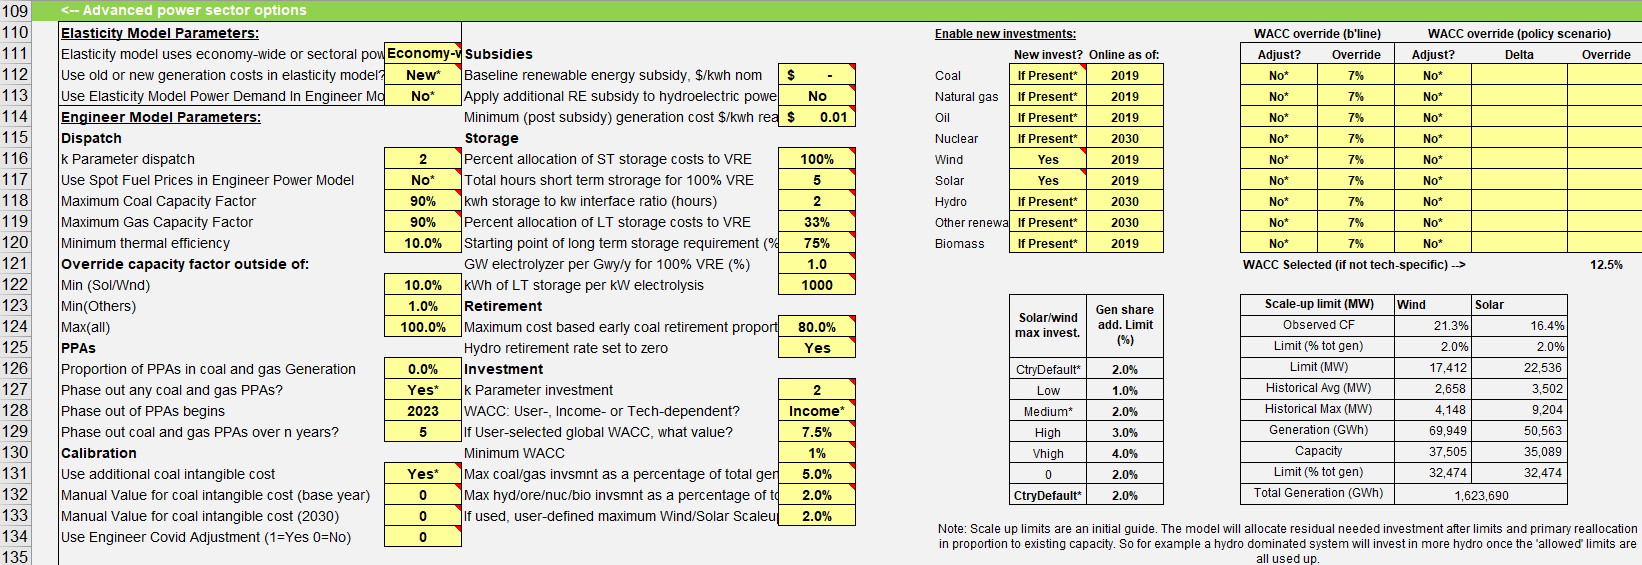 109 <-- Advanced power sector options
110 Elasticity Model Parameters: Enable new investments: WACC override (b'line) WACC override (policy scenario)
111 Elasticity model uses economy-wide or sectoral pow Economy-w Subsidies New invest? Online as of: Adjust? Override Adjust? Delta Override
112 Use old or new generation costs in elasticity model? New* Baseline renewable energy subsidy, $/kwh nom $ - Coal If Present* 2019 No* 7% No*
113 Use Elasticity Model Power Demand In Engineer Mo No* Apply additional RE subsidy to hydroelectric powe No Natural gas If Present* 2019 No* 7% No*
114 Engineer Model Parameters: Minimum (post subsidy) generation cost $/kwh rea $ 0.01 Oil If Present* 2019 No* 7% No*
115 Dispatch Storage Nuclear If Present* 2030 No* 7% No*
116 k Parameter dispatch 2 Percent allocation of ST storage costs to VRE 100% Wind Yes 2019 No* 7% No*
117 Use Spot Fuel Prices in Engineer Power Model No* Total hours short term strorage for 100% VRE 5 Solar Yes 2019 No* 7% No*
118 Maximum Coal Capacity Factor 90% kwh storage to kw interface ratio (hours) 2 Hydro If Present* 2030 No* 7% No*
119 Maximum Gas Capacity Factor 90% Percent allocation of LT storage costs to VRE 33% Other renewa If Present* 2030 No* 7% No*
120 Minimum thermal efficiency 10.0% Starting point of long term storage requirement (% 75% Biomass If Present* 2019 No* 7% No*
121 Override capacity factor outside of: GW electrolyzer per Gwy/y for 100% VRE (%) 1.0 WACC Selected (if not tech-specific) --> 12.5%
122 Min (Sol/Wnd) 10.0% kWh of LT storage per kW electrolysis 1000
123 Min(Others) 1.0% Retirement Solar/wind max invest. Gen share add. Limit (%) Scale-up limit (MW) Wind Solar
124 Max(all) 100.0% Maximum cost based early coal retirement proport 80.0% Observed CF 21.3% 16.4%
125 PPAs Hydro retirement rate set to zero Yes Limit (% tot gen) 2.0% 2.0%
126 Proportion of PPAs in coal and gas Generation 0.0% Investment CtryDefault* 2.0% Limit (MW) 17,412 22,536
127 Phase out any coal and gas PPAs? Yes* k Parameter investment 2 Low 1.0% Historical Avg (MW) 2,658 3,502
128 Phase out of PPAs begins 2023 WACC: User-, Income- or Tech-dependent? Income* Medium* 2.0% Historical Max (MW) 4,148 9,204
129 Phase out coal and gas PPAs over n years? 5 If User-selected global WACC, what value? 7.5% High 3.0% Generation (GWh) 69,949 50,563
130 Calibration Minimum WACC 1% Vhigh 4.0% Capacity 37,505 35,089
131 Use additional coal intangible cost Yes* Max coal/gas invsmnt as a percentage of total gen 5.0% 0 2.0% Limit (% tot gen) 32,474 32,474
132 Manual Value for coal intangible cost (base year) 0 Max hyd/ore/nuc/bio invsmnt as a percentage of to 2.0% CtryDefault* 2.0% Total Generation (GWh) 1,623,690
133 Manual Value for coal intangible cost (2030) 0 If used, user-defined maximum Wind/Solar Scaleu 2.0%
134 Use Engineer Covid Adjustment (1=Yes 0=No) 0 Note: Scale up limits are an initial guide. The model will allocate residual needed investment after limits and primary reallocation
135 in proportion to existing capacity. So for example a hydro dominated system will invest in more hydro once the 'allowed' limits are
all used up.